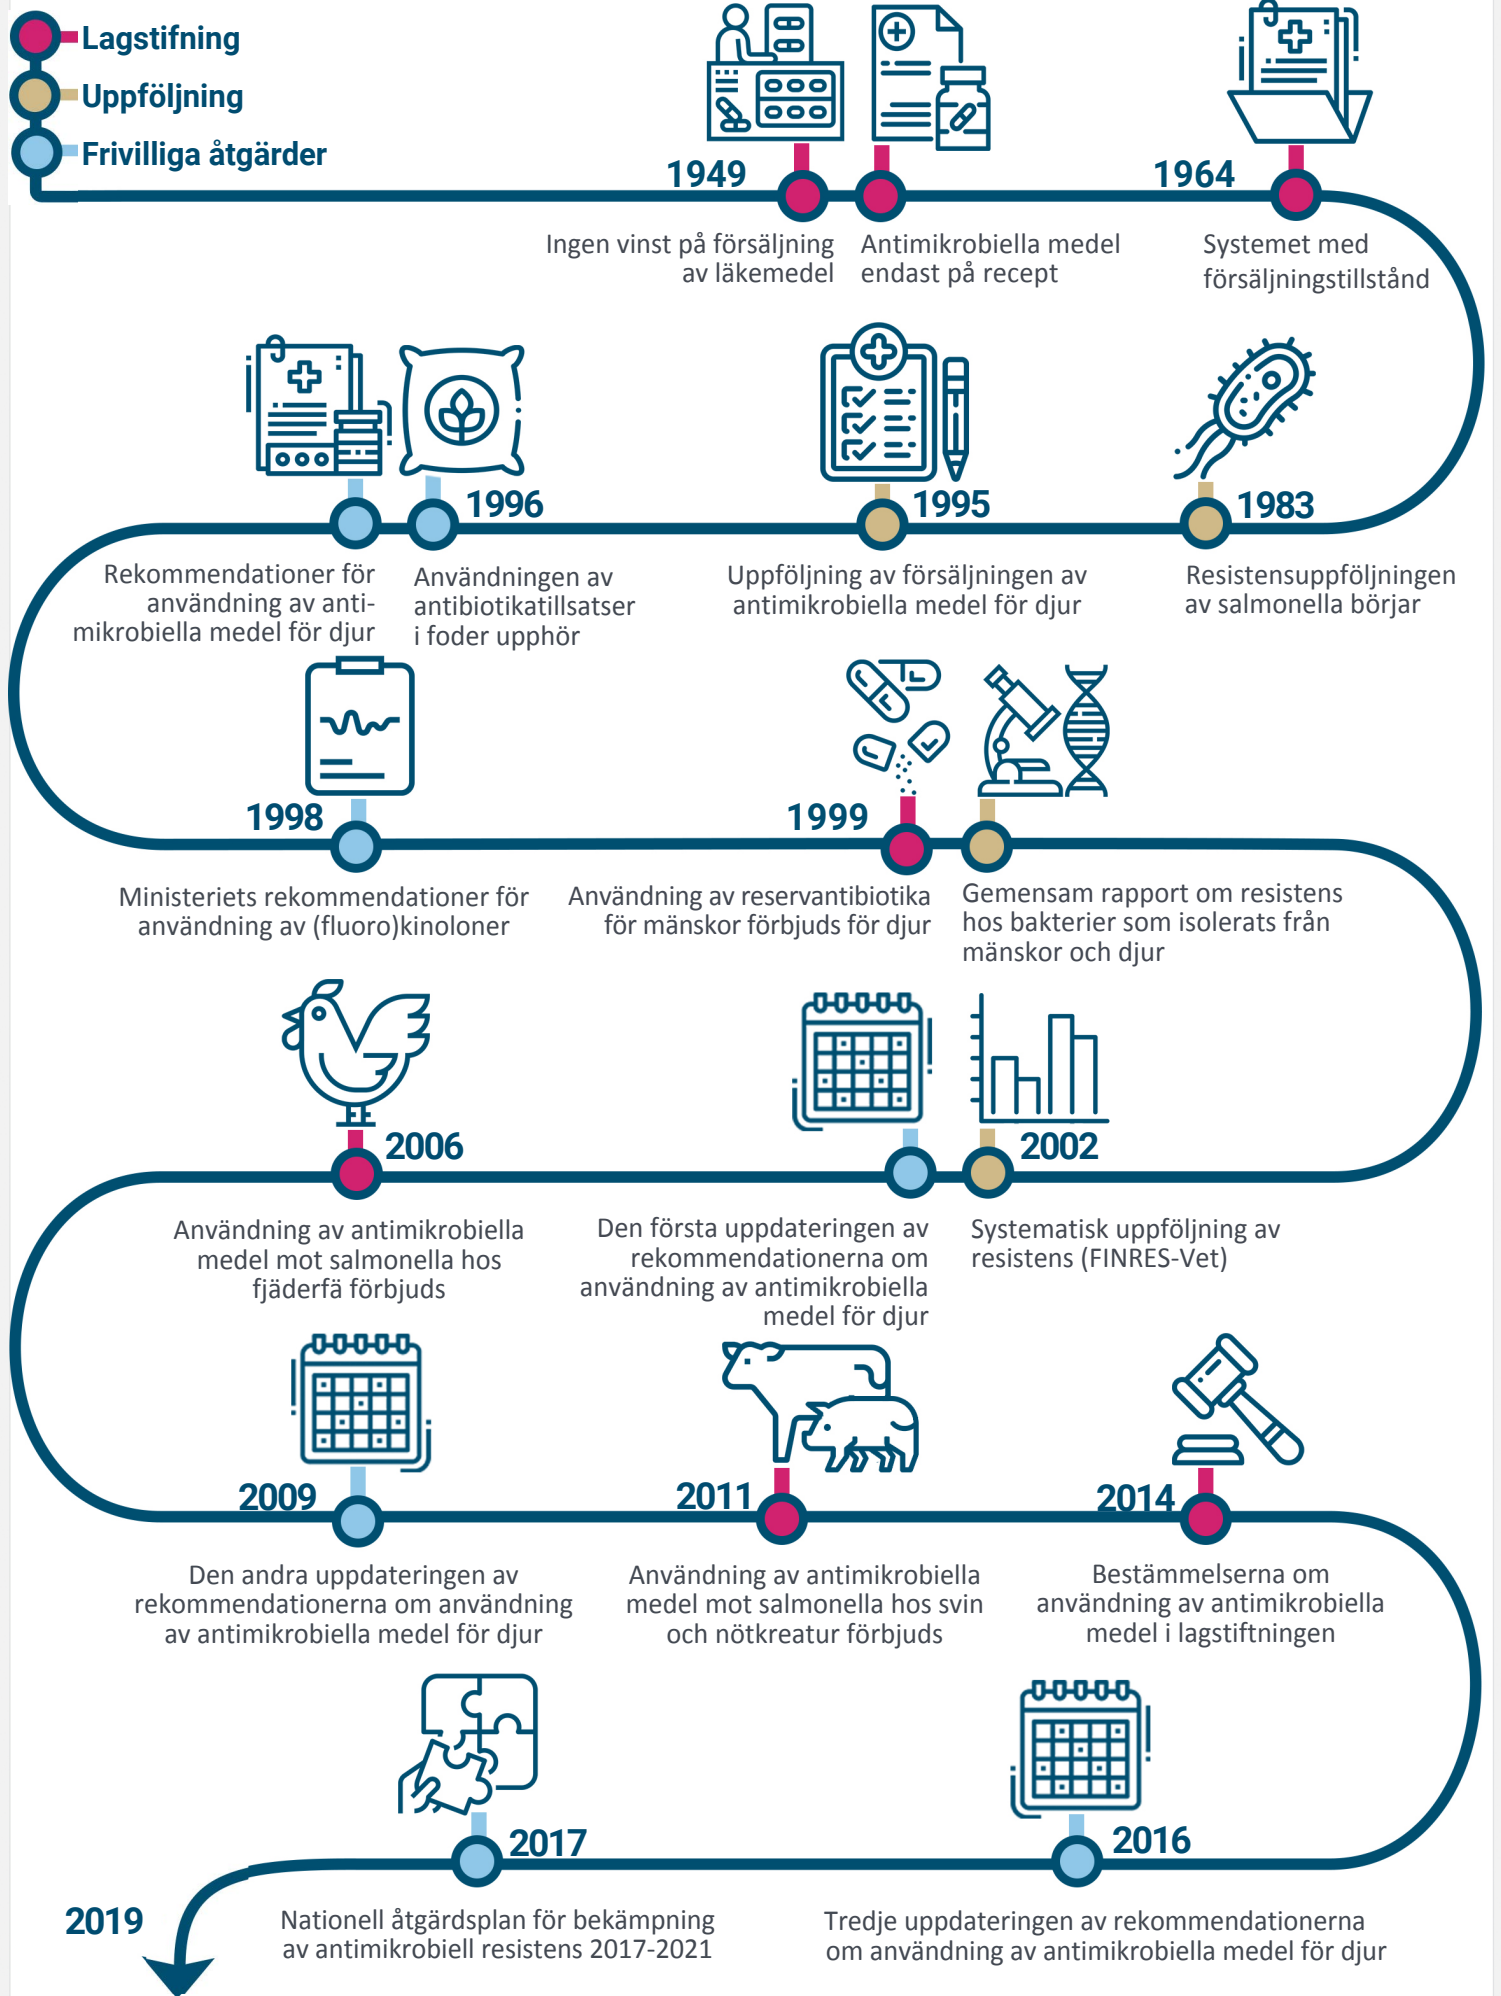 Lagstifning
Uppföljning
Frivilliga åtgärder
1949
Ingen vinst på försäljning
av läkemedel
Antimikrobiella medel
endast på recept
1964
Systemet med
försäljningstillstånd
1983
Resistensuppföljningen
av salmonella börjar
1995
Uppföljning av försäljningen av
antimikrobiella medel för djur
1996
Användningen av
antibiotikatillsatser
i foder upphör
Rekommendationer för
användning av anti-
mikrobiella medel för djur
1998
Ministeriets rekommendationer för
användning av (fluoro)kinoloner
1999
Användning av reservantibiotika
för mänskor förbjuds för djur
Gemensam rapport om resistens
hos bakterier som isolerats från
mänskor och djur
2002
Systematisk uppföljning av
resistens (FINRES-Vet)
Den första uppdateringen av
rekommendationerna om
användning av antimikrobiella
medel för djur
2006
Användning av antimikrobiella
medel mot salmonella hos
fjäderfä förbjuds
2009
Den andra uppdateringen av
rekommendationerna om användning
av antimikrobiella medel för djur
2011
Användning av antimikrobiella
medel mot salmonella hos svin
och nötkreatur förbjuds
2014
Bestämmelserna om
användning av antimikrobiella
medel i lagstiftningen
2016
Tredje uppdateringen av rekommendationerna
om användning av antimikrobiella medel för djur
2017
Nationell åtgärdsplan för bekämpning
av antimikrobiell resistens 2017-2021
2019